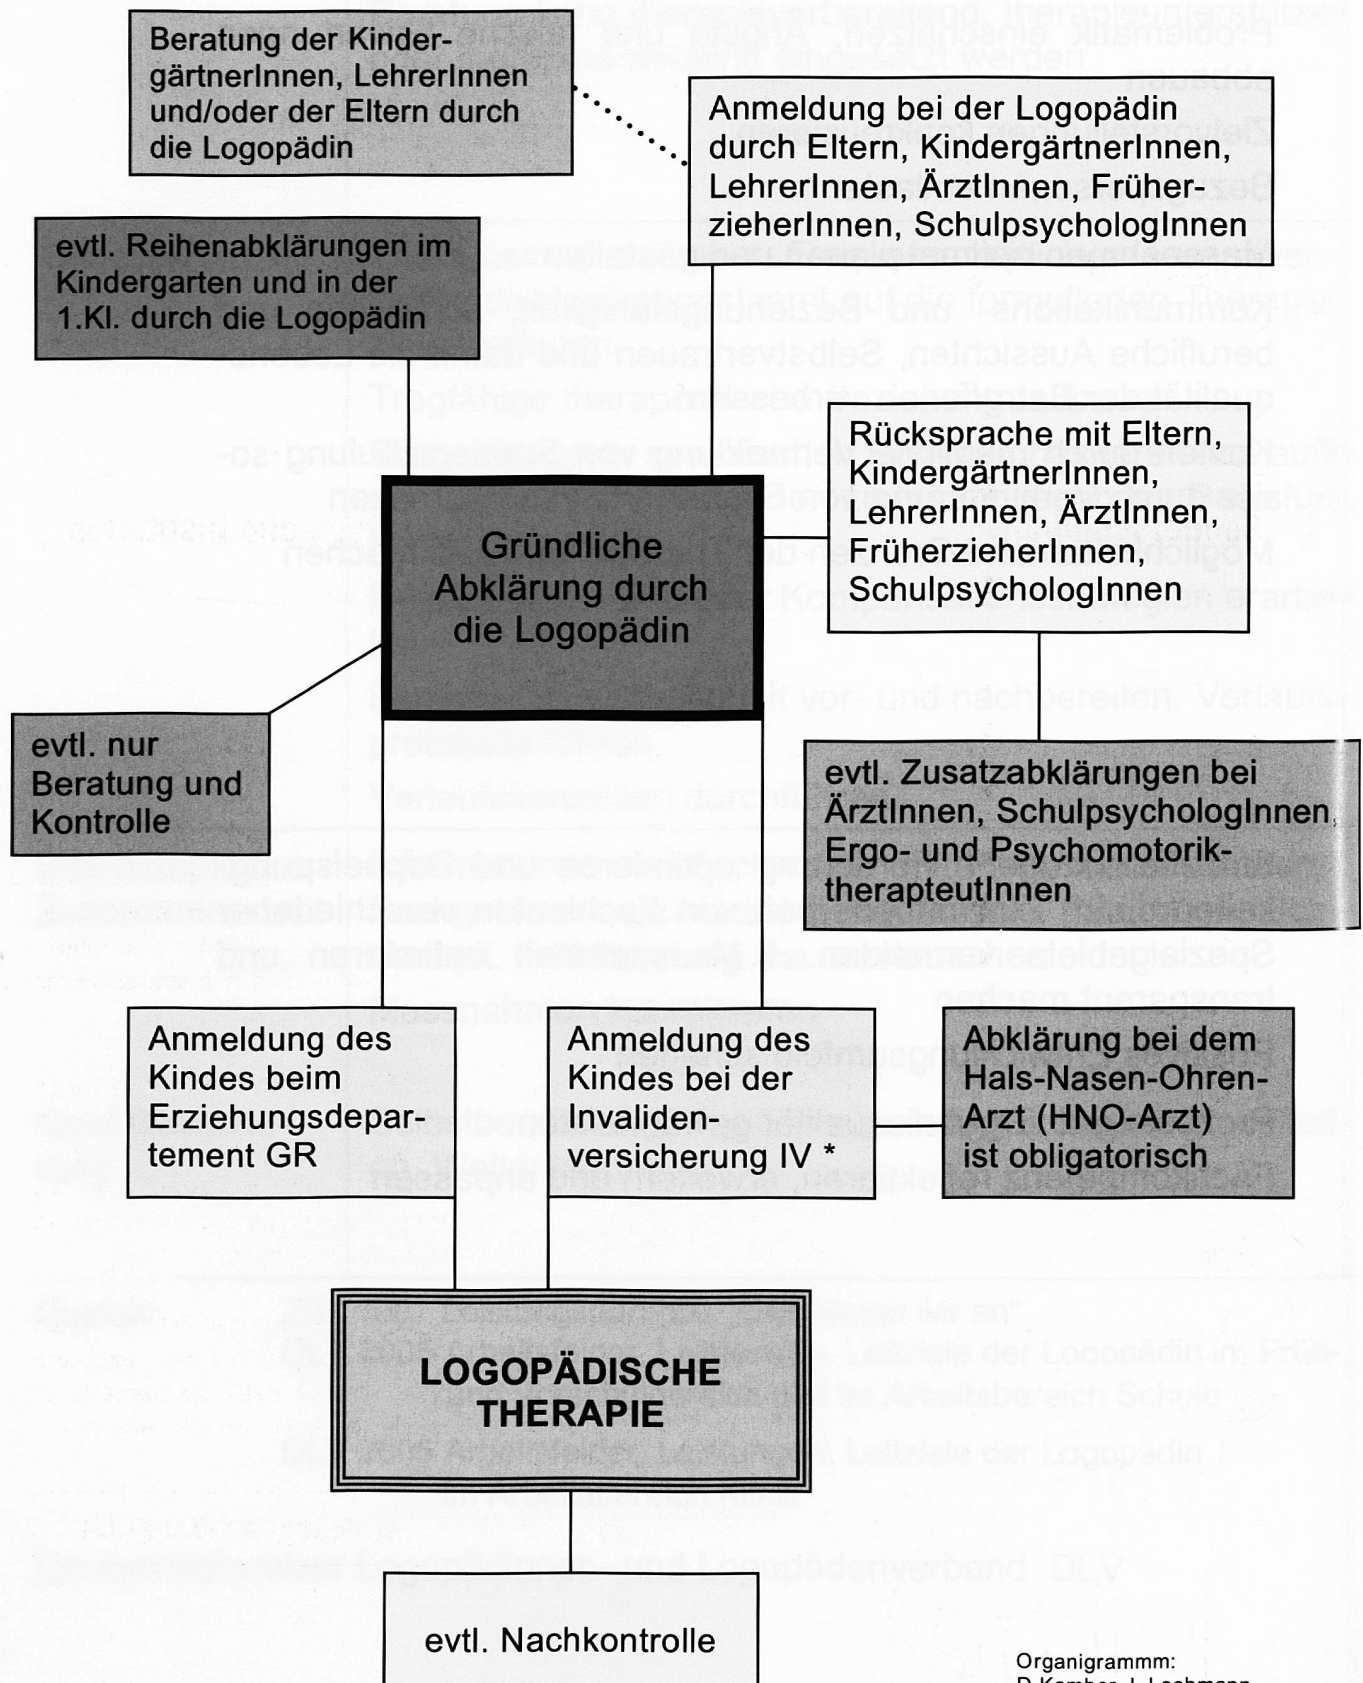 Beratung der Kinder-
gärtnerInnen, LehrerInnen
und/oder der Eltern durch
die Logopädin
Anmeldung bei der Logopädin
durch Eltern, KindergärtnerInnen,
LehrerInnen, ÄrztInnen, Früher-
zieherInnen, SchulpsychologInnen
evtl. Reihenabklärungen im
Kindergarten und in der
1.Kl. durch die Logopädin
Rücksprache mit Eltern,
KindergärtnerInnen,
LehrerInnen, ÄrztInnen,
FrüherzieherInnen,
SchulpsychologInnen
Gründliche
Abklärung durch
die Logopädin
evtl. nur
Beratung und
Kontrolle
evtl. Zusatzabklärungen bei
ÄrztInnen, SchulpsychologInnen,
Ergo- und Psychomotorik-
therapteutInnen
Anmeldung des
Kindes beim
Erziehungsdepar-
tement GR
Anmeldung des
Kindes bei der
Invaliden-
versicherung IV *
Abklärung bei dem
Hals-Nasen-Ohren-
Arzt (HNO-Arzt)
ist obligatorisch
LOGOPÄDISCHE
THERAPIE
evtl. Nachkontrolle
Organigrammm: